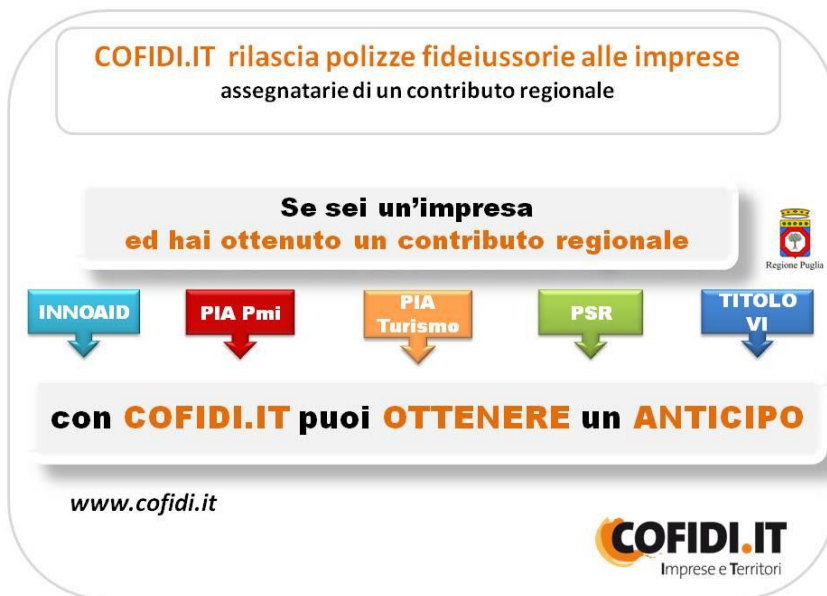 COFIDI.IT rilascia polizze fideiussorie alle imprese
assegnatarie di un contributo regionale
Se sei un’impresa
ed hai ottenuto un contributo regionale
Regione Puglia
INNOAID
PIA Pmi
PIA
Turismo
PSR
TITOLO
VI
con COFIDI.IT puoi OTTENERE un ANTICIPO
www.cofidi.it
COFIDI.IT
Imprese e Territori